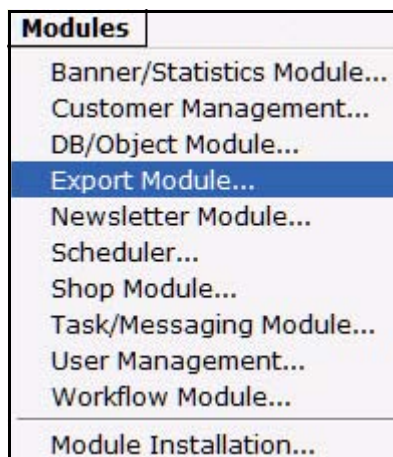 Modules
Banner/Statistics Module...
Customer Management...
DB/Object Module...
Export Module...
Newsletter Module...
Scheduler...
Shop Module...
Task/Messaging Module...
User Management...
Workflow Module...
Module Installation...